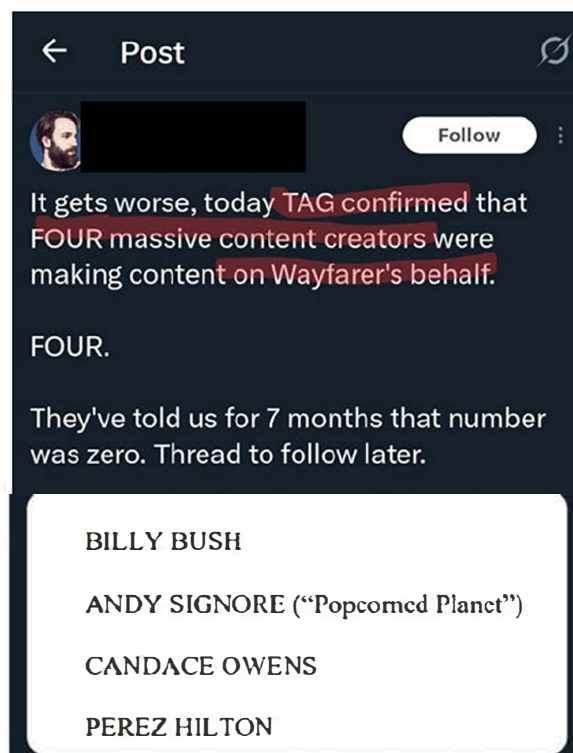 Post
Follow
It gets worse, today TAG confirmed that
FOUR massive content creators were
making content on Wayfarer's behalf.
FOUR.
They've told us for 7 months that number
was zero. Thread to follow later.
BILLY BUSH
ANDY SIGNORE (“Popcorned Planet”)
CANDACE OWENS
PEREZ HILTON